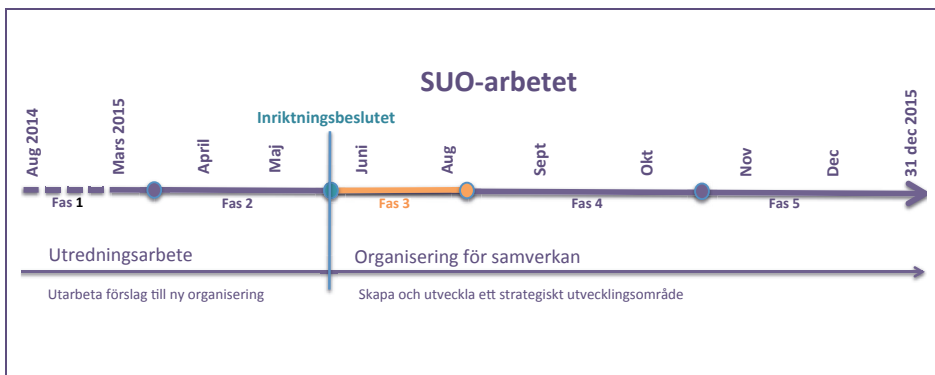 SUO-arbetet
Inriktningsbeslutet
Aug 2014
Mars 2015
April
Maj
Juni
Aug
Sept
Okt
Nov
Dec
31 dec 2015
Fas 1
Fas 2
Fas 3
Fas 4
Fas 5
Utredningsarbete
Organisering för samverkan
Utarbeta förslag till ny organisering
Skapa och utveckla ett strategiskt utvecklingsområde